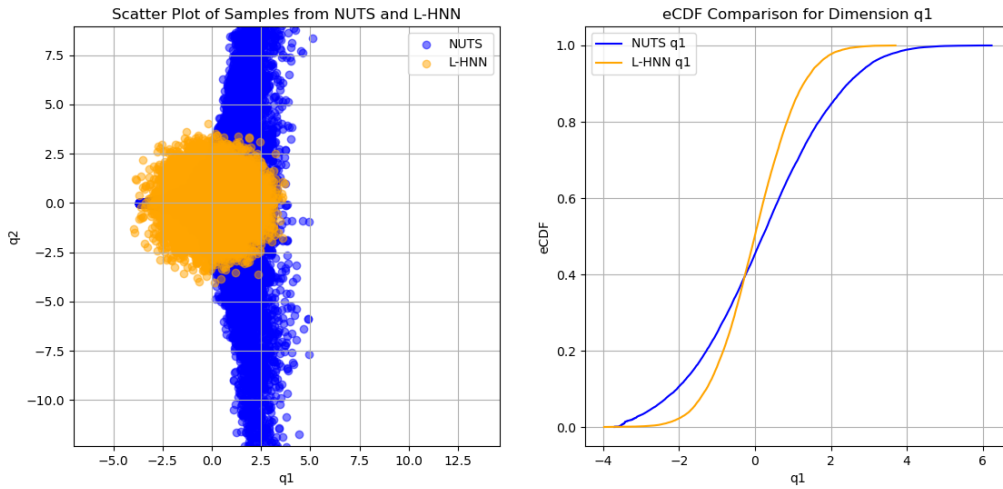 Scatter Plot of Samples from NUTS and L-HNN
NUTS
L-HNN
7.5
5.0
2.5
0.0
−2.5
−5.0
−7.5
−10.0
q2
−5.0 −2.5 0.0 2.5 5.0 7.5 10.0 12.5
q1
eCDF Comparison for Dimension q1
NUTS q1
L-HNN q1
1.0
0.8
0.6
0.4
0.2
0.0
eCDF
−4 −2 0 2 4 6
q1